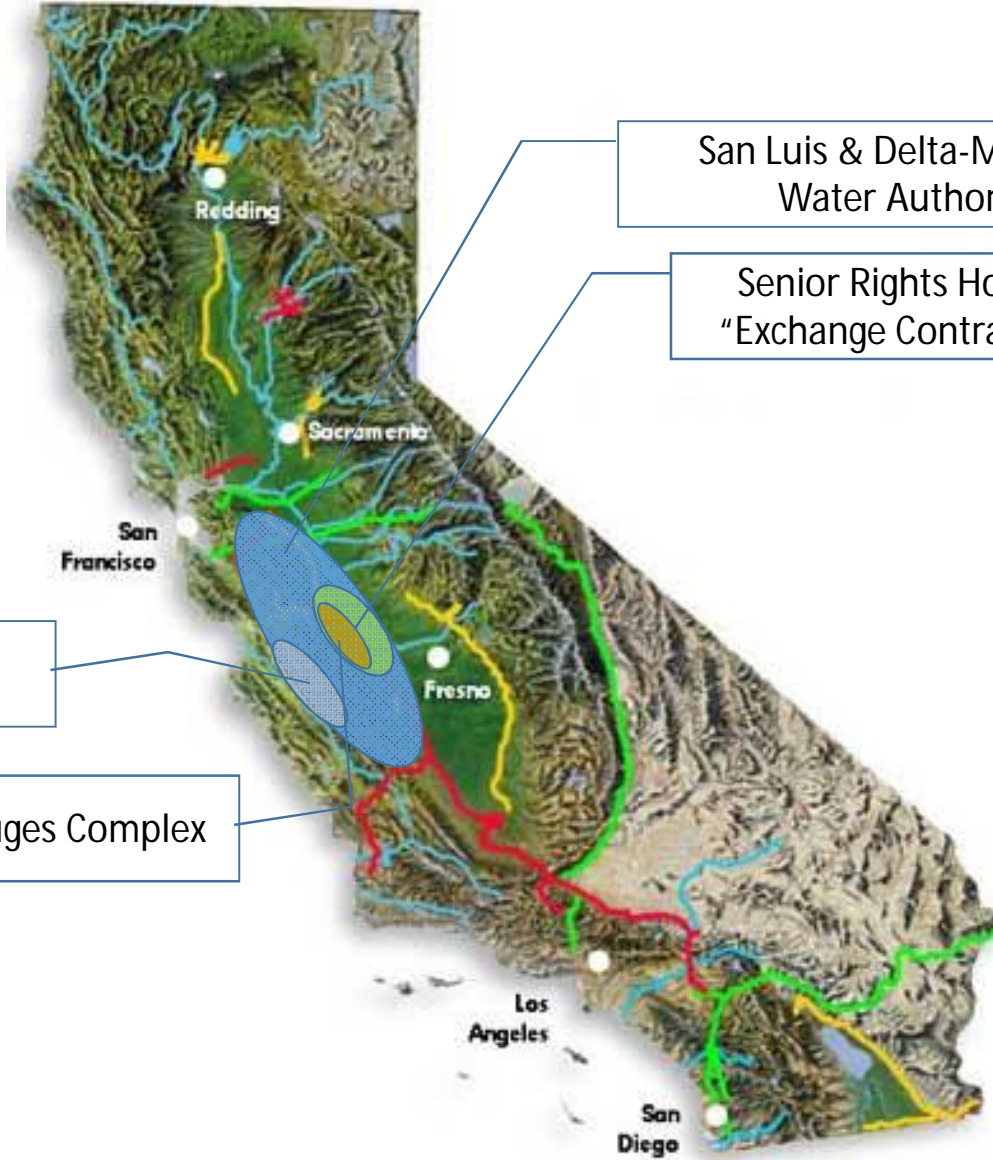 San Luis & Delta-M
Water Author
Senior Rights Ho
"Exchange Contra
Redding
Sacramento
San
Francisco
Fresno
ges Complex
Los
Angeles
San
Diego